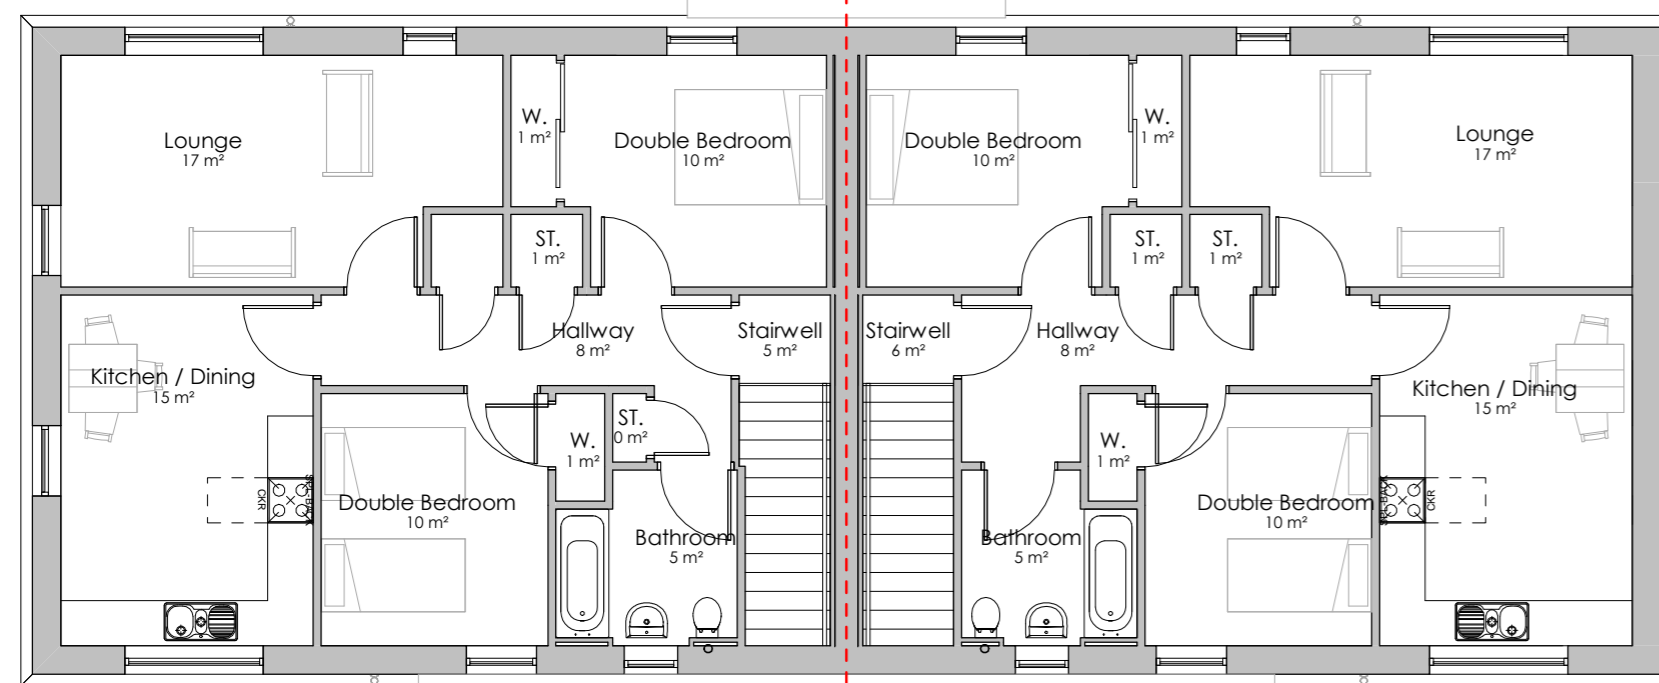 Lounge
17 m²
W.
1 m²
Double Bedroom
10 m²
Double Bedroom
10 m²
W.
1 m²
Lounge
17 m²
ST.
1 m²
ST.
1 m²
ST.
1 m²
Hallway
8 m²
Stairwell
5 m²
Stairwell
6 m²
Hallway
8 m²
Kitchen / Dining
15 m²
Kitchen / Dining
15 m²
ST.
0 m²
W.
1 m²
W.
1 m²
CKR
Double Bedroom
10 m²
Double Bedroom
10 m²
CKR
Bathroom
5 m²
Bathroom
5 m²